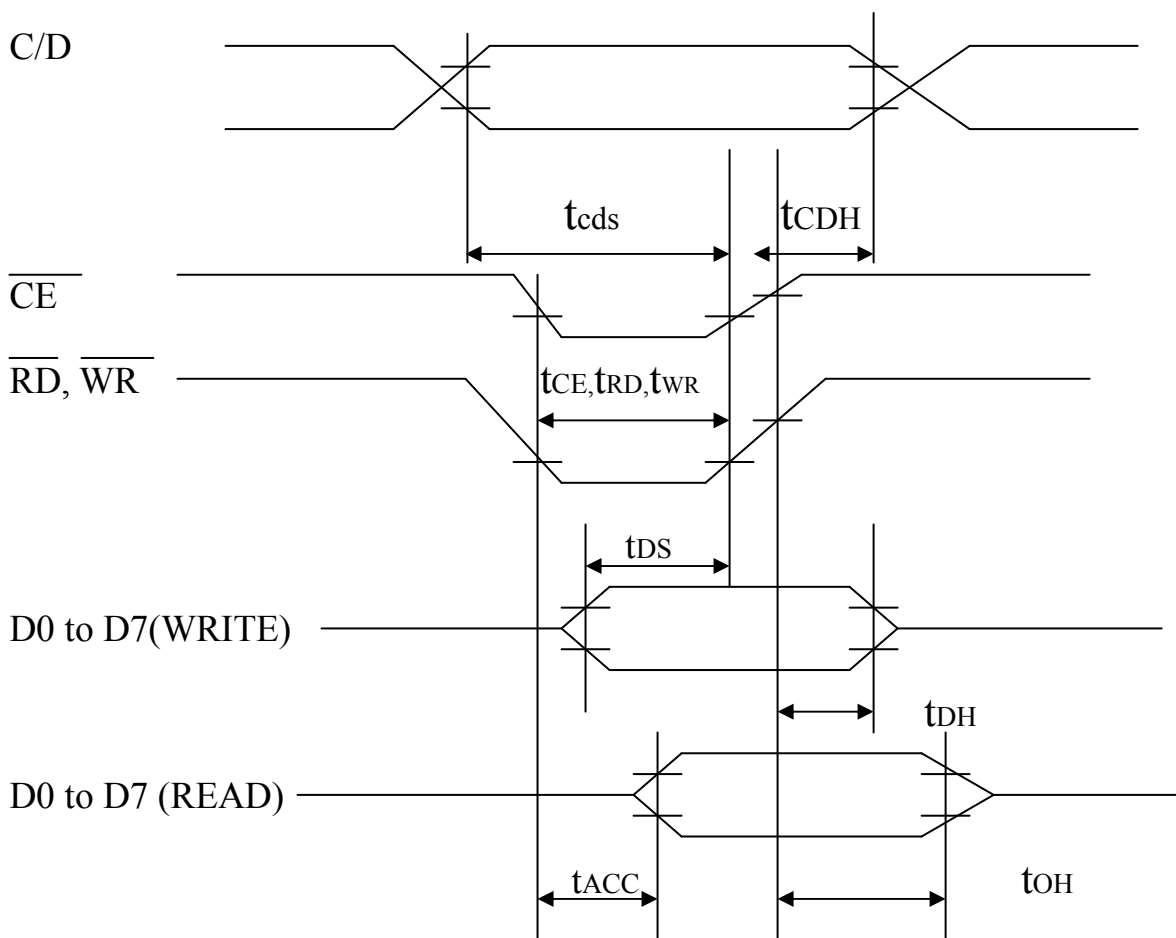 C/D
tcds
tCDH
CE
RD, WR
tCE,tRD,tWR
tDS
D0 to D7(WRITE)
tDH
D0 to D7 (READ)
tACC
tOH